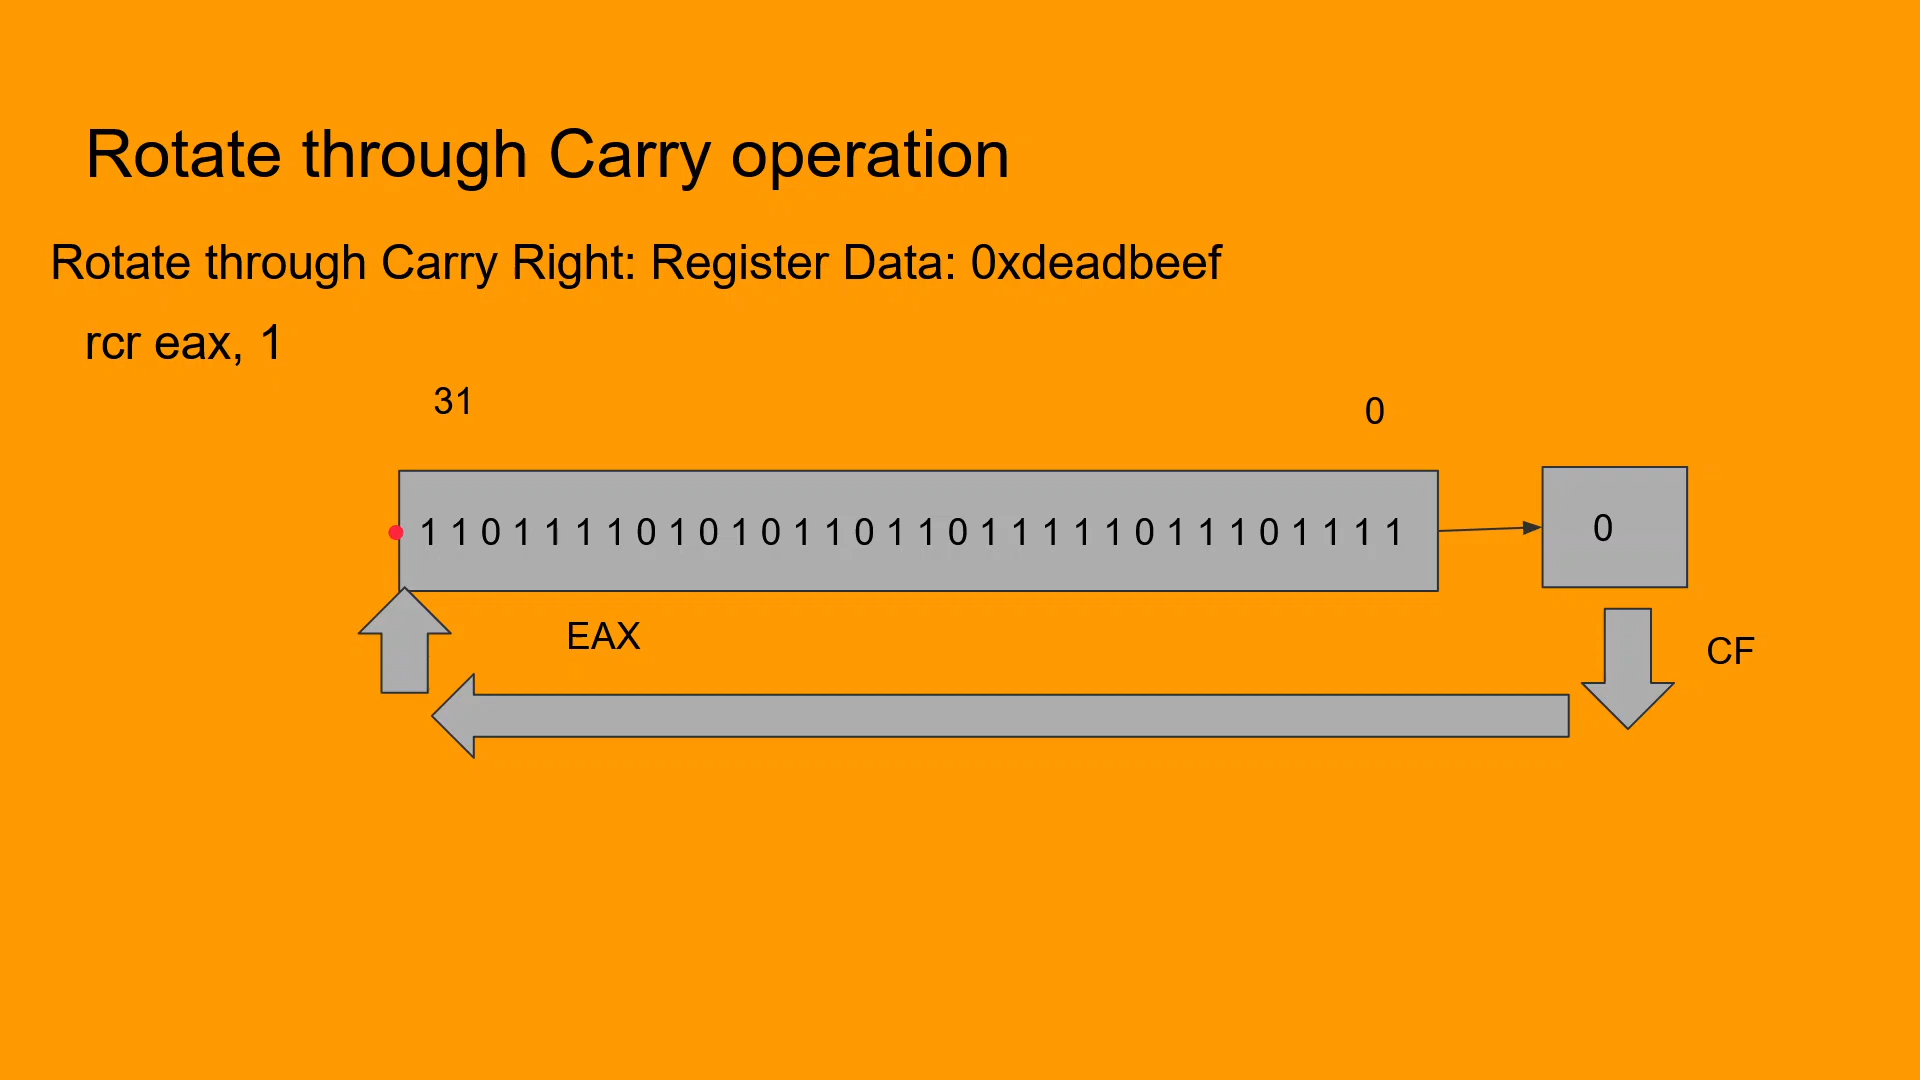 Rotate through Carry operation
Rotate through Carry Right: Register Data: 0xdeadbeef
rcr eax, 1
31 0
1 1 0 1 1 1 1 0 1 0 1 0 1 1 0 1 1 0 1 1 1 1 1 0 1 1 1 0 1 1 1 1 0
EAX CF